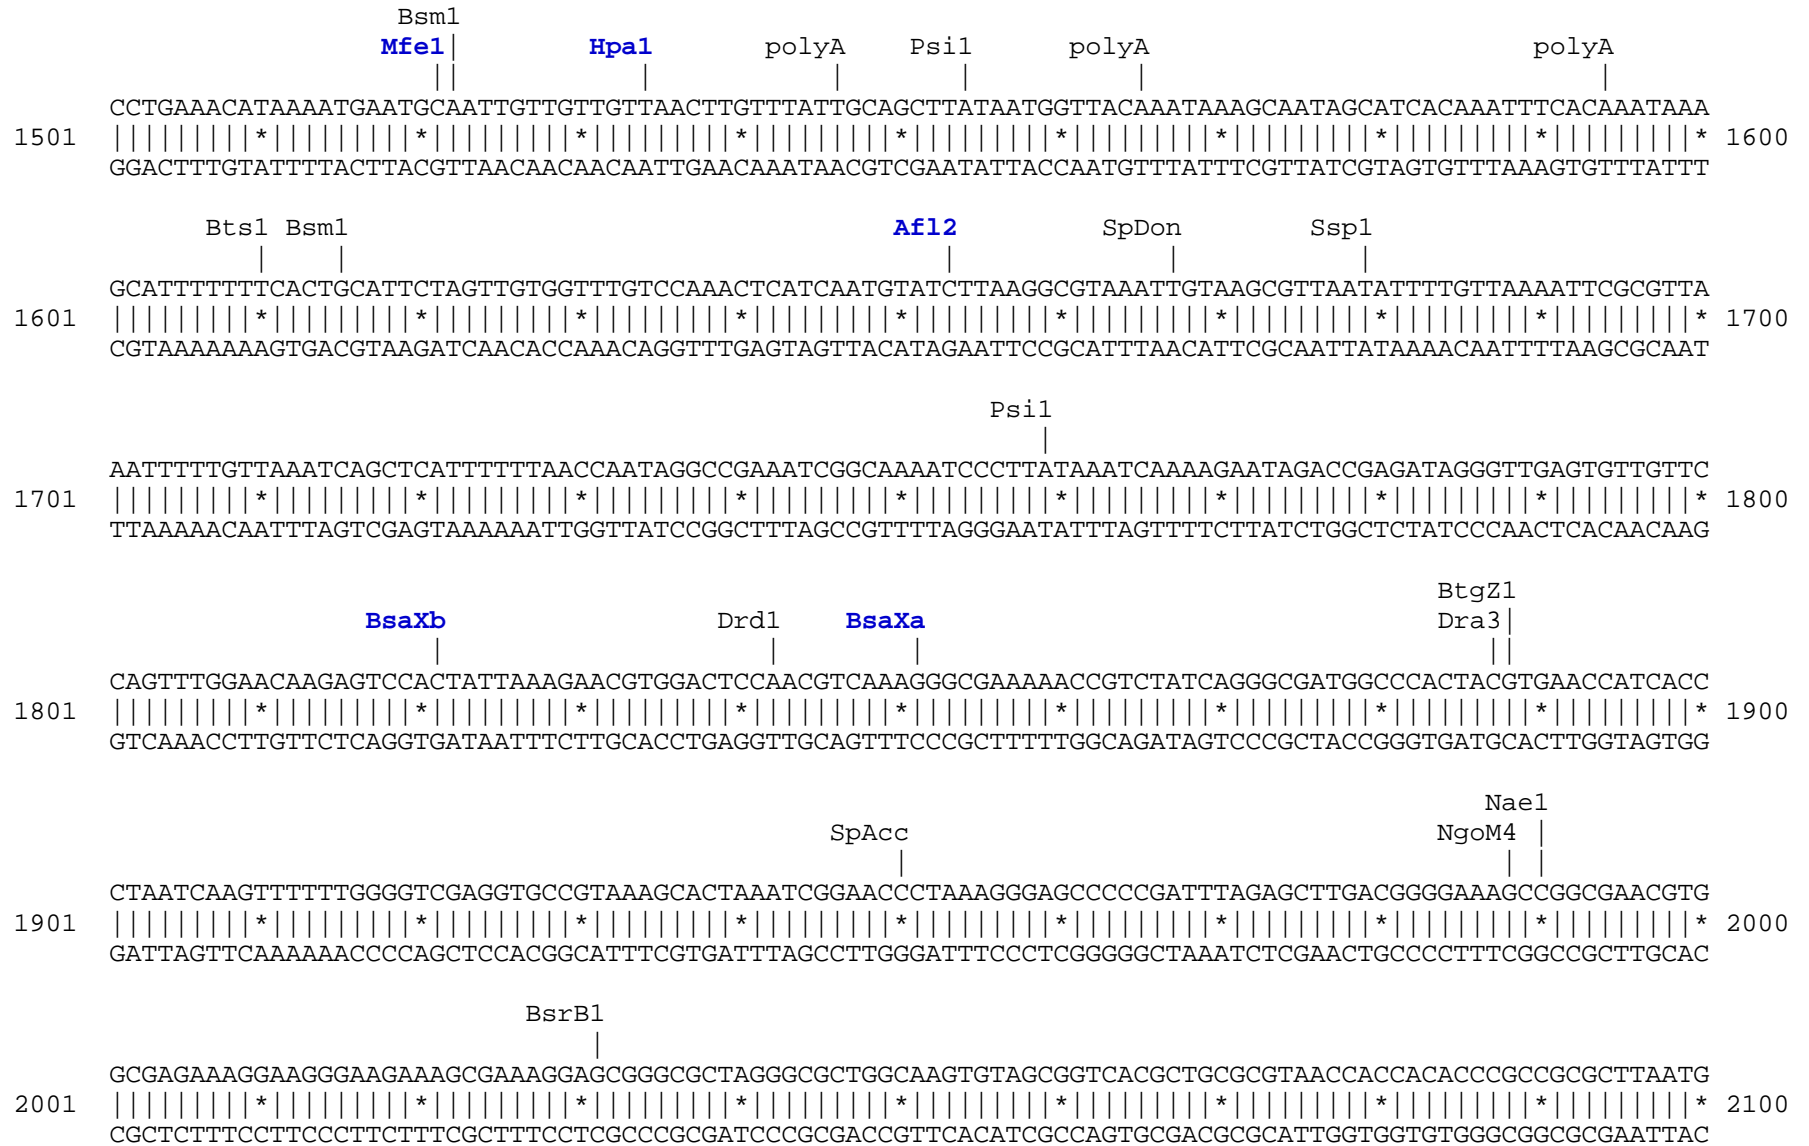 Bsm1
Mfe1| Hpa1 polyA Psi1 polyA polyA
|| | | | | |
CCTGAAACATAAAATGAATGCAATTGTTGTTGTTAACTTGTTTATTGCAGCTTATAATGGTTACAAATAAAGCAATAGCATCACAAATTTCACAAATAAA
1501 |||||||||*|||||||||*|||||||||*|||||||||*|||||||||*|||||||||*|||||||||*|||||||||*|||||||||*|||||||||* 1600
GGACTTTGTATTTTACTTACGTTAACAACAACAATTGAACAAATAACGTCGAATATTACCAATGTTTATTTCGTTATCGTAGTGTTTAAAGTGTTTATTT
Bts1 Bsm1 Afl2 SpDon Ssp1
| | | | |
GCATTTTTTTCACTGCATTCTAGTTGTGGTTTGTCCAAACTCATCAATGTATCTTAAGGCGTAAATTGTAAGCGTTAATATTTTGTTAAAATTCGCGTTA
1601 |||||||||*|||||||||*|||||||||*|||||||||*|||||||||*|||||||||*|||||||||*|||||||||*|||||||||*|||||||||* 1700
CGTAAAAAAAGTGACGTAAGATCAACACCAAACAGGTTTGAGTAGTTACATAGAATTCCGCATTTAACATTCGCAATTATAAAACAATTTTAAGCGCAAT
Psi1
|
AATTTTTGTTAAATCAGCTCATTTTTTAACCAATAGGCCGAAATCGGCAAAATCCCTTATAAATCAAAAGAATAGACCGAGATAGGGTTGAGTGTTGTTC
1701 |||||||||*|||||||||*|||||||||*|||||||||*|||||||||*|||||||||*|||||||||*|||||||||*|||||||||*|||||||||* 1800
TTAAAAACAATTTAGTCGAGTAAAAAATTGGTTATCCGGCTTTAGCCGTTTTAGGGAATATTTAGTTTTCTTATCTGGCTCTATCCCAACTCACAACAAG
BtgZ1
BsaXb Drd1 BsaXa Dra3|
| | | ||
CAGTTTGGAACAAGAGTCCACTATTAAAGAACGTGGACTCCAACGTCAAAGGGCGAAAAACCGTCTATCAGGGCGATGGCCCACTACGTGAACCATCACC
1801 |||||||||*|||||||||*|||||||||*|||||||||*|||||||||*|||||||||*|||||||||*|||||||||*|||||||||*|||||||||* 1900
GTCAAACCTTGTTCTCAGGTGATAATTTCTTGCACCTGAGGTTGCAGTTTCCCGCTTTTTGGCAGATAGTCCCGCTACCGGGTGATGCACTTGGTAGTGG
Nae1
SpAcc NgoM4 |
| | |
CTAATCAAGTTTTTTGGGGTCGAGGTGCCGTAAAGCACTAAATCGGAACCCTAAAGGGAGCCCCCGATTTAGAGCTTGACGGGGAAAGCCGGCGAACGTG
1901 |||||||||*|||||||||*|||||||||*|||||||||*|||||||||*|||||||||*|||||||||*|||||||||*|||||||||*|||||||||* 2000
GATTAGTTCAAAAAACCCCAGCTCCACGGCATTTCGTGATTTAGCCTTGGGATTTCCCTCGGGGGCTAAATCTCGAACTGCCCCTTTCGGCCGCTTGCAC
BsrB1
|
GCGAGAAAGGAAGGGAAGAAAGCGAAAGGAGCGGGCGCTAGGGCGCTGGCAAGTGTAGCGGTCACGCTGCGCGTAACCACCACACCCGCCGCGCTTAATG
2001 |||||||||*|||||||||*|||||||||*|||||||||*|||||||||*|||||||||*|||||||||*|||||||||*|||||||||*|||||||||* 2100
CGCTCTTTCCTTCCCTTCTTTCGCTTTCCTCGCCCGCGATCCCGCGACCGTTCACATCGCCAGTGCGACGCGCATTGGTGGTGTGGGCGGCGCGAATTAC